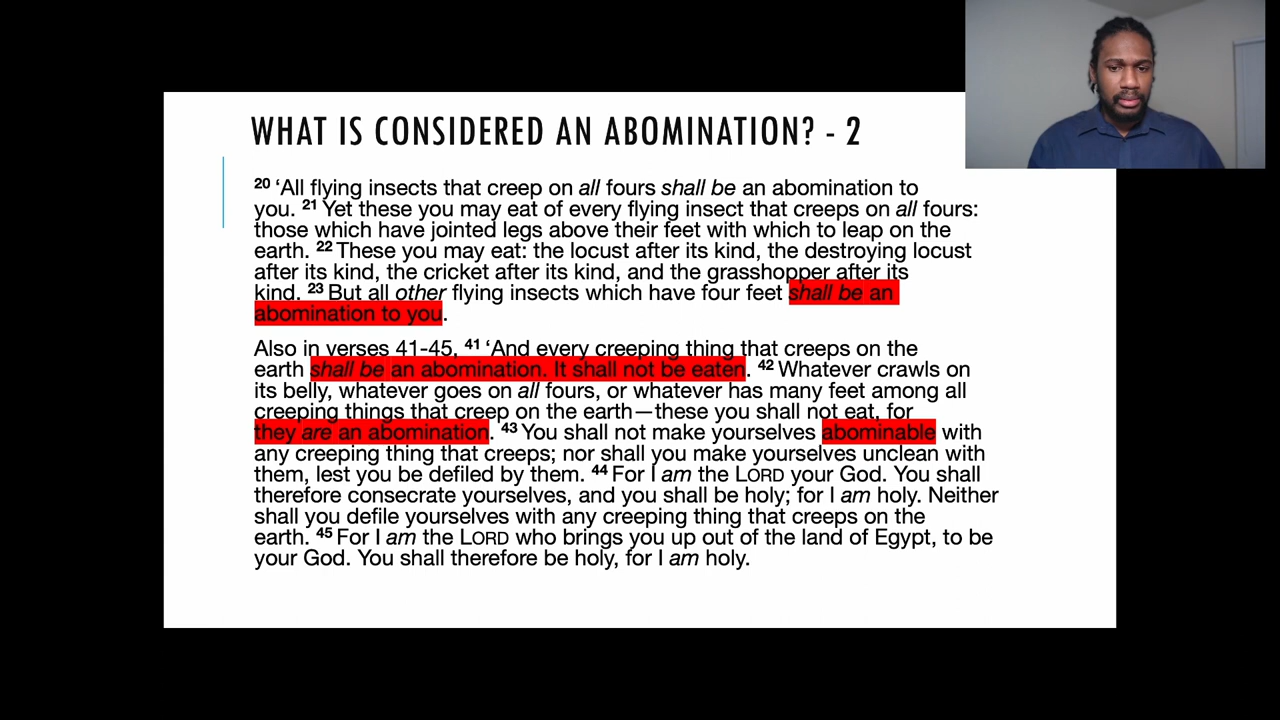 WHAT IS CONSIDERED AN ABOMINATION? - 2
20 ‘All flying insects that creep on all fours shall be an abomination to
you. 21 Yet these you may eat of every flying insect that creeps on all fours:
those which have jointed legs above their feet with which to leap on the
earth. 22 These you may eat: the locust after its kind, the destroying locust
after its kind, the cricket after its kind, and the grasshopper after its
kind. 23 But all other flying insects which have four feet shall be an
abomination to you.
Also in verses 41-45, 41 ‘And every creeping thing that creeps on the
earth shall be an abomination. It shall not be eaten. 42 Whatever crawls on
its belly, whatever goes on all fours, or whatever has many feet among all
creeping things that creep on the earth—these you shall not eat, for
they are an abomination. 43 You shall not make yourselves abominable with
any creeping thing that creeps; nor shall you make yourselves unclean with
them, lest you be defiled by them. 44 For I am the LORD your God. You shall
therefore consecrate yourselves, and you shall be holy; for I am holy. Neither
shall you defile yourselves with any creeping thing that creeps on the
earth. 45 For I am the LORD who brings you up out of the land of Egypt, to be
your God. You shall therefore be holy, for I am holy.